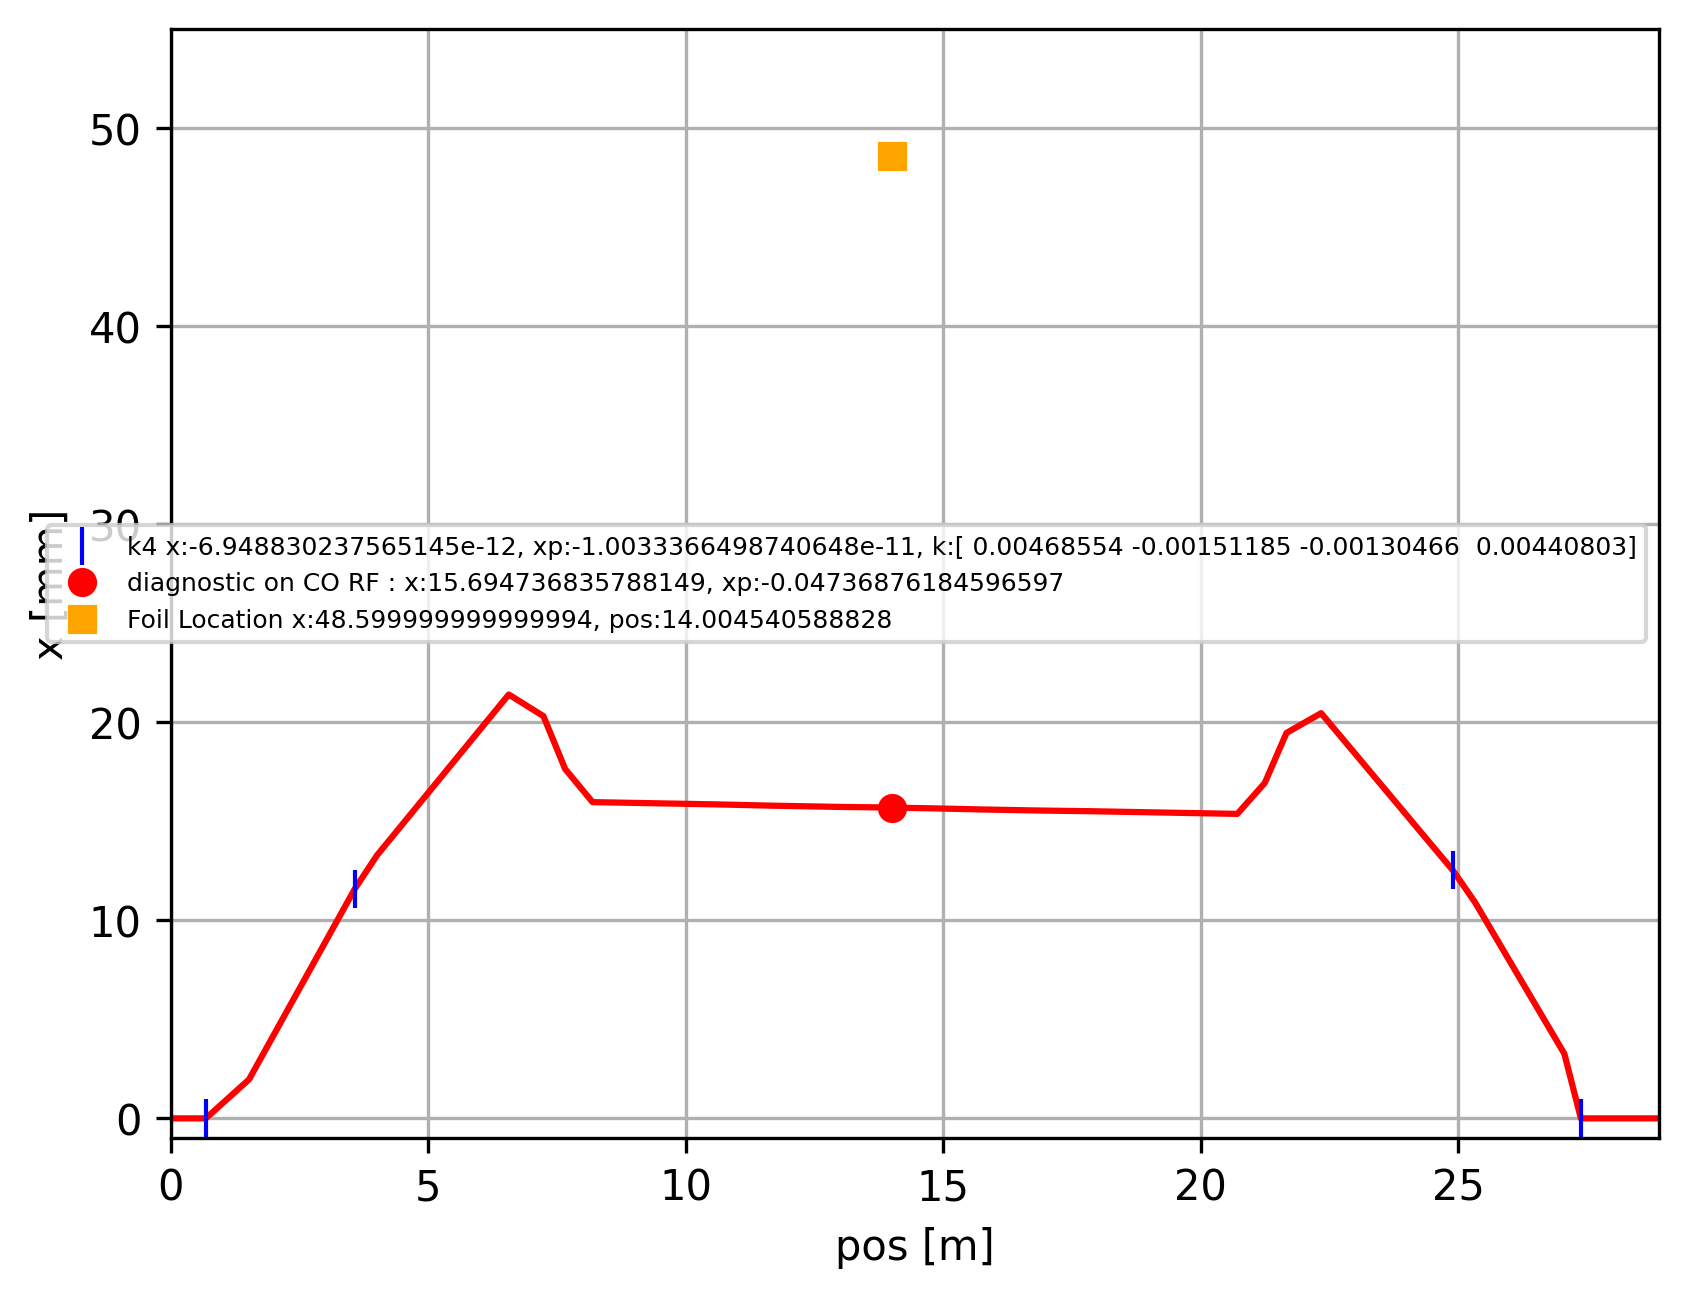 50
40
30
20
10
0
x [mm]
k4 x:-6.948830237565145e-12, xp:-1.0033366498740648e-11, k:[ 0.00468554 -0.00151185 -0.00130466  0.00440803]
diagnostic on CO RF : x:15.694736835788149, xp:-0.04736876184596597
Foil Location x:48.599999999999994, pos:14.004540588828
0 5 10 15 20 25
pos [m]